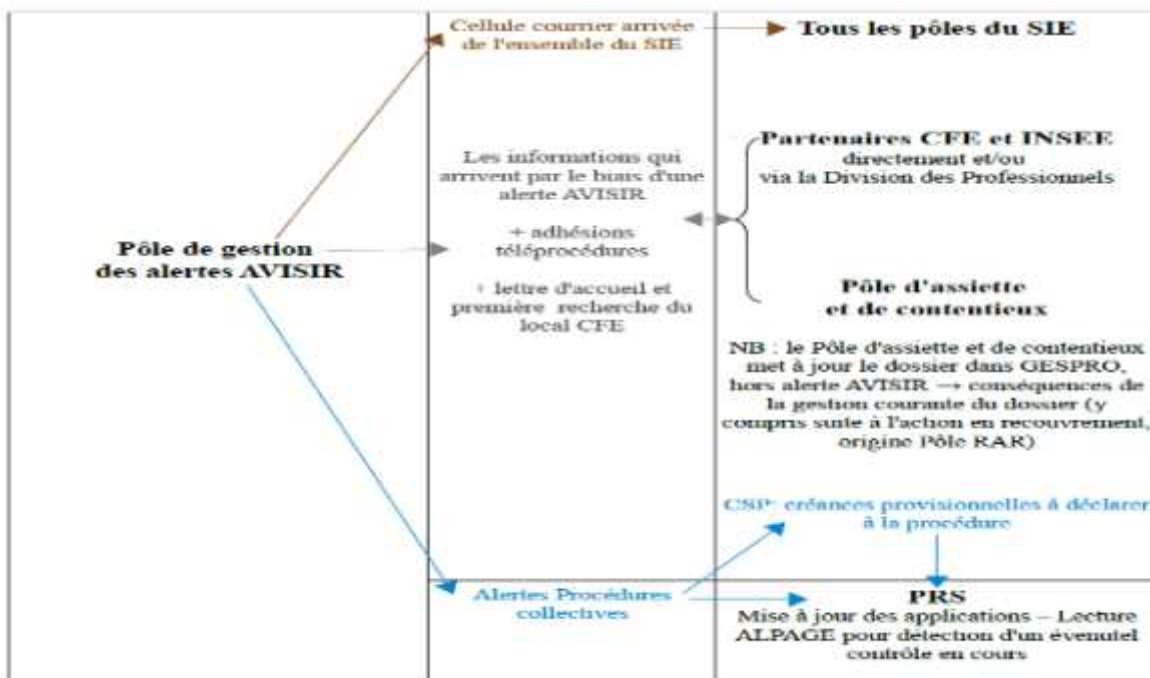 Cellule courrier arrivée
de l'ensemble du SIE
Tous les pôles du SIE
Pôle de gestion
des alertes AVISIR
Les informations qui
arrivent par le biais d'une
alerte AVISIR
+ adhésions
téléprocédures
+ lettre d'accueil et
première recherche du
local CFE
Partenaires CFE et INSEE
directement et/ou
via la Division des Professionnels
Pôle d'assiette
et de contentieux
NB : le Pôle d'assiette et de contentieux
met à jour le dossier dans GESPRO,
hors alerte AVISIR → conséquences de
la gestion courante du dossier (y
compris suite à l'action en recouvrement,
origine Pôle RAR)
CSP: créances provisionnelles à déclarer
à la procédure
Alertes Procédures
collectives
PRS
Mise à jour des applications – Lecture
ALPAGE pour détection d'un évenutel
contrôle en cours